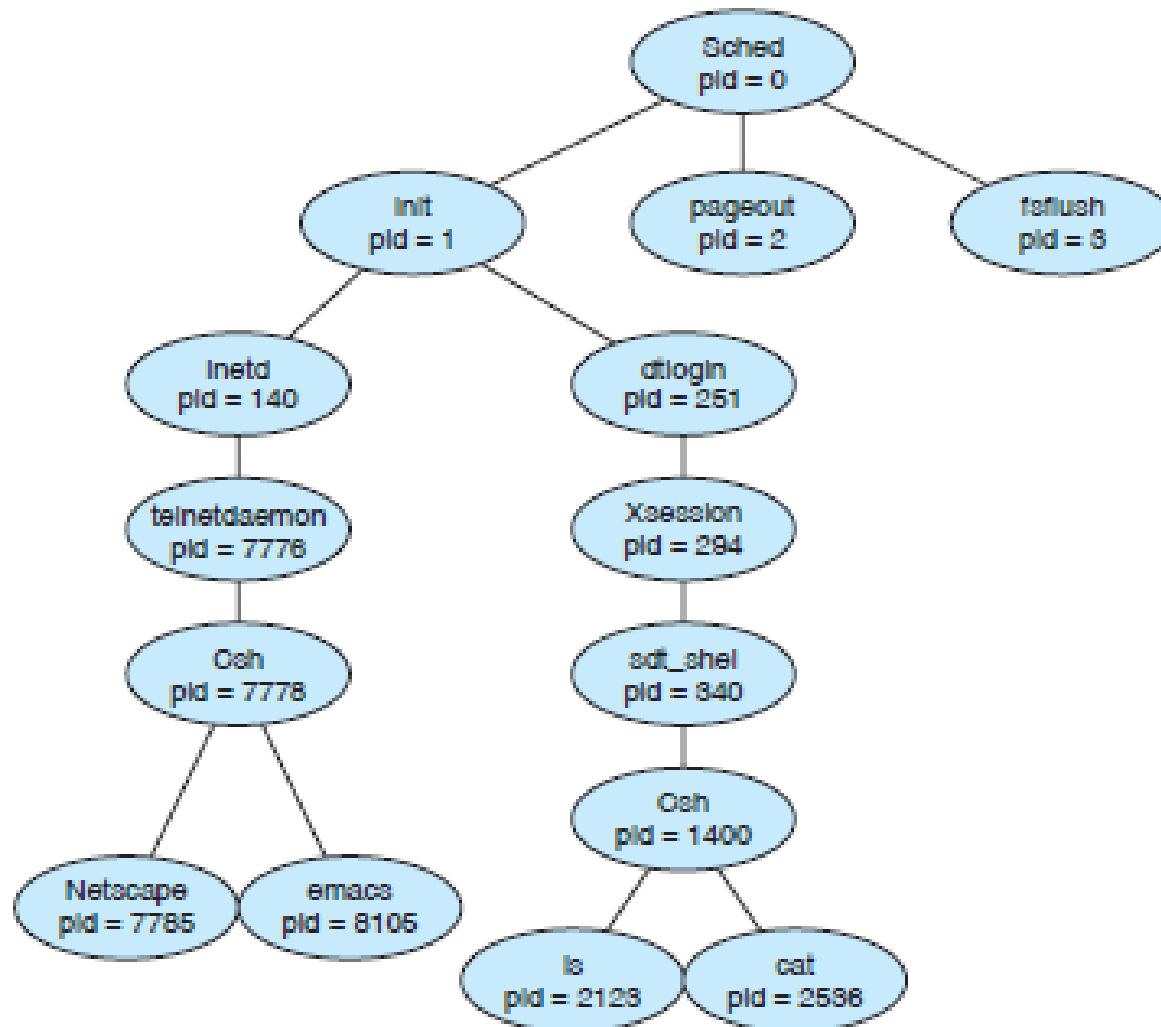 Sched
pid = 0
init
pid = 1
pageout
pid = 2
fsflush
pid = 3
inetd
pid = 140
dtlogin
pid = 251
telnetdaemon
pid = 7776
Xsession
pid = 294
Csh
pid = 7778
sdt_shel
pid = 340
Csh
pid = 1400
Netscape
pid = 7785
emacs
pid = 8105
ls
pid = 2123
cat
pid = 2536